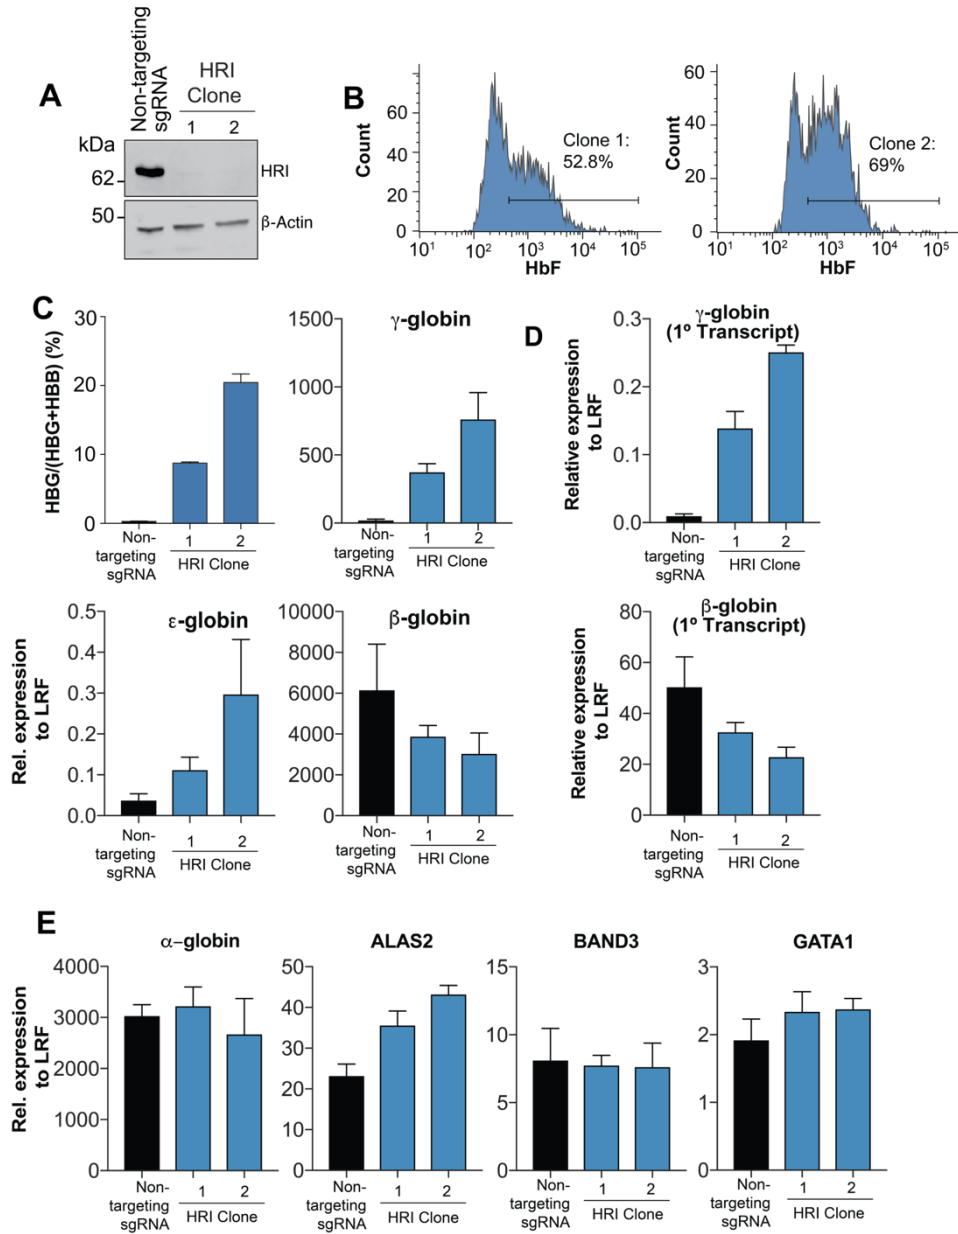 A
Non-targeting
sgRNA
HRI
Clone
1 2
kDa
62
HRI
50
β-Actin
B
Count
60
40
20
0
Clone 1:
52.8%
10¹ 10² 10³ 10⁴ 10⁵
HbF
Count
60
40
20
0
Clone 2:
69%
10¹ 10² 10³ 10⁴ 10⁵
HbF
C
HBG/(HBG+HBB) (%)
30
20
10
0
Non-
targeting
sgRNA
1 2
HRI Clone
γ-globin
1500
1000
500
0
Non-
targeting
sgRNA
1 2
HRI Clone
D
γ-globin
(1º Transcript)
Relative expression
to LRF
0.3
0.2
0.1
0.0
Non-
targeting
sgRNA
1 2
HRI Clone
ε-globin
Rel. expression
to LRF
0.5
0.4
0.3
0.2
0.1
0.0
Non-
targeting
sgRNA
1 2
HRI Clone
β-globin
10000
8000
6000
4000
2000
0
Non-
targeting
sgRNA
1 2
HRI Clone
β-globin
(1º Transcript)
Relative expression
to LRF
80
60
40
20
0
Non-
targeting
sgRNA
1 2
HRI Clone
E
α–globin
Rel. expression
to LRF
4000
3000
2000
1000
0
Non-
targeting
sgRNA
1 2
HRI Clone
ALAS2
50
40
30
20
10
0
Non-
targeting
sgRNA
1 2
HRI Clone
BAND3
15
10
5
0
Non-
targeting
sgRNA
1 2
HRI Clone
GATA1
3
2
1
0
Non-
targeting
sgRNA
1 2
HRI Clone